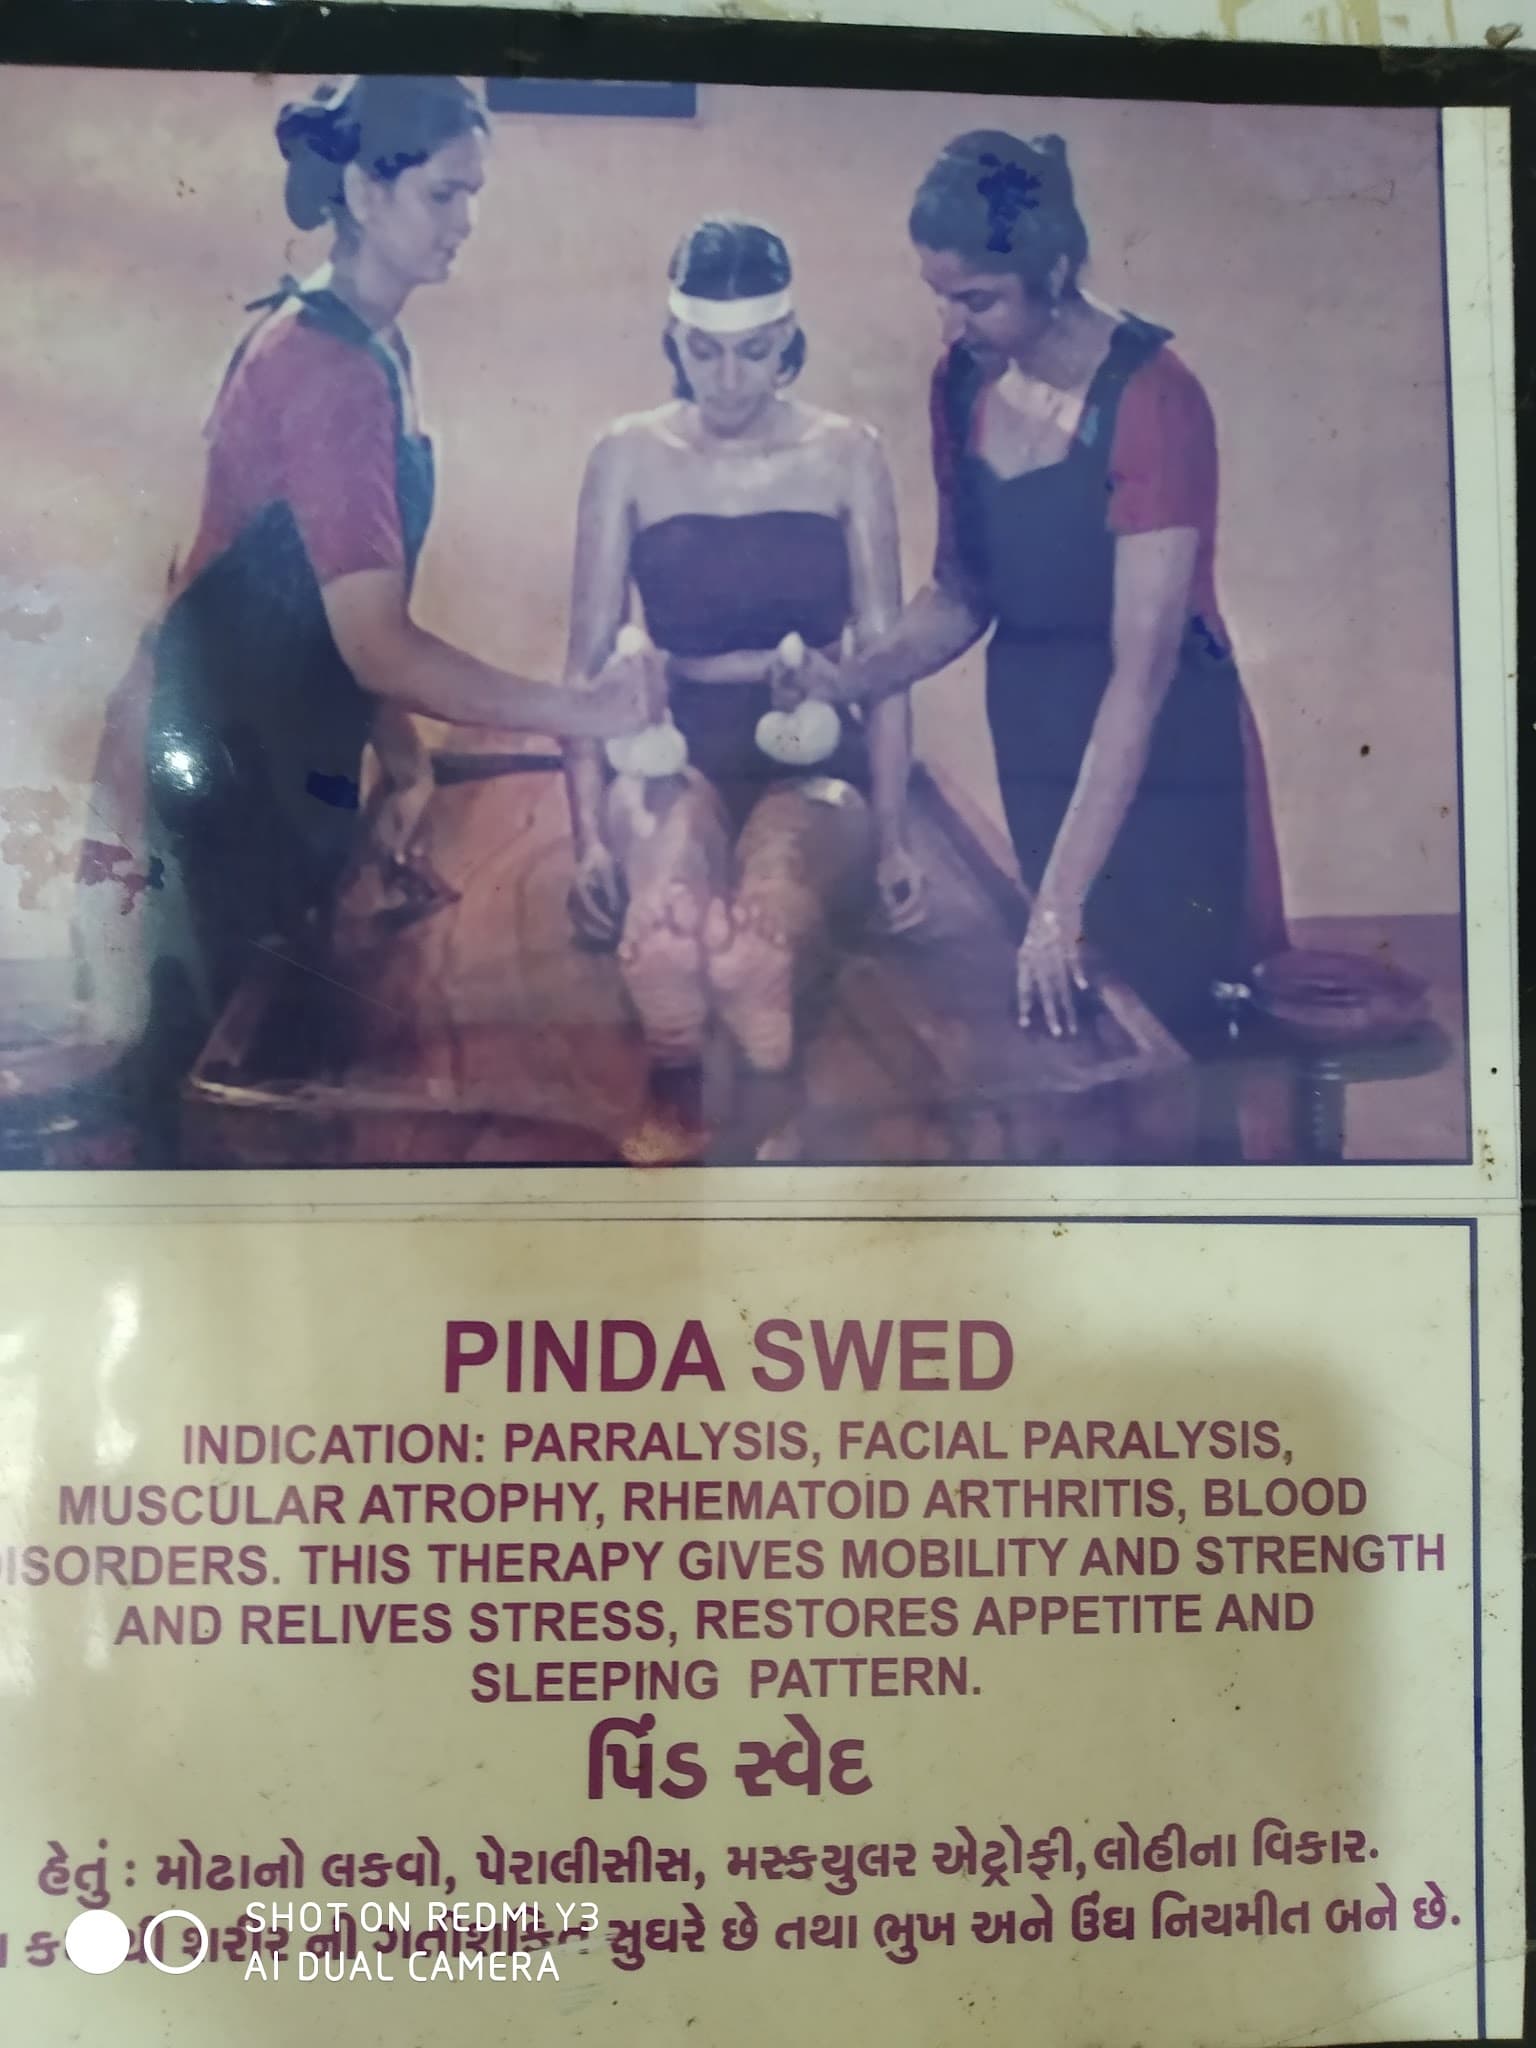 PINDA SWED
INDICATION: PARRALYSIS, FACIAL PARALYSIS,
MUSCULAR ATROPHY, RHEMATOID ARTHRITIS, BLOOD
DISORDERS. THIS THERAPY GIVES MOBILITY AND STRENGTH
AND RELIVES STRESS, RESTORES APPETITE AND
SLEEPING PATTERN.
પિંડ સ્વેદ
હેતું : મોઢાનો લકવો, પેરાલીસીસ, મસ્કયુલર એટ્રોફી, લોહીના વિકાર.
શરીર ની સુધરે છે તથા ભુખ અને ઉંઘ નિયમીત બને છે.
SHOT ON REDMI Y3
AI DUAL CAMERA